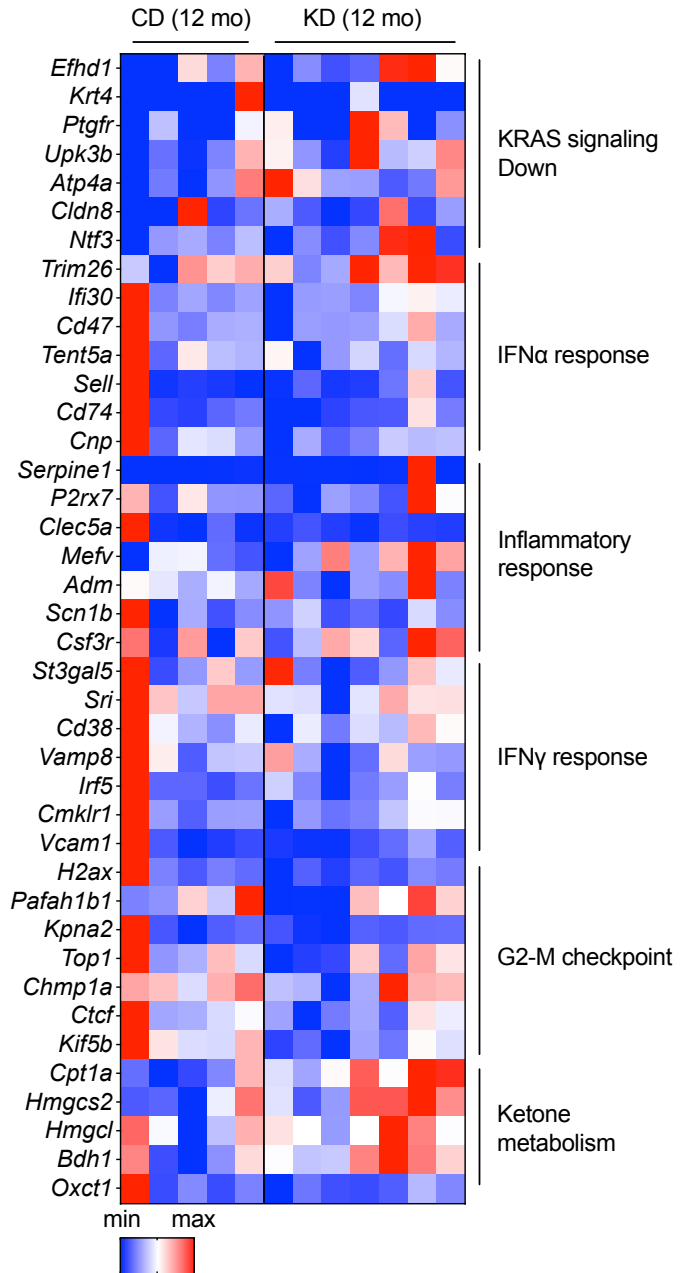 CD (12 mo) KD (12 mo)
Efhd1
Krt4
Ptgfr
Upk3b
Atp4a
Cldn8
Ntf3
KRAS signaling
Down
Trim26
Ifi30
Cd47
Tent5a
Sell
Cd74
Cnp
IFNα response
Serpine1
P2rx7
Clec5a
Mefv
Adm
Scn1b
Csf3r
Inflammatory
response
St3gal5
Sri
Cd38
Vamp8
Irf5
Cmklr1
Vcam1
IFNγ response
H2ax
Pafah1b1
Kpna2
Top1
Chmp1a
Ctcf
Kif5b
G2-M checkpoint
Cpt1a
Hmgcs2
Hmgcl
Bdh1
Oxct1
Ketone
metabolism
min max